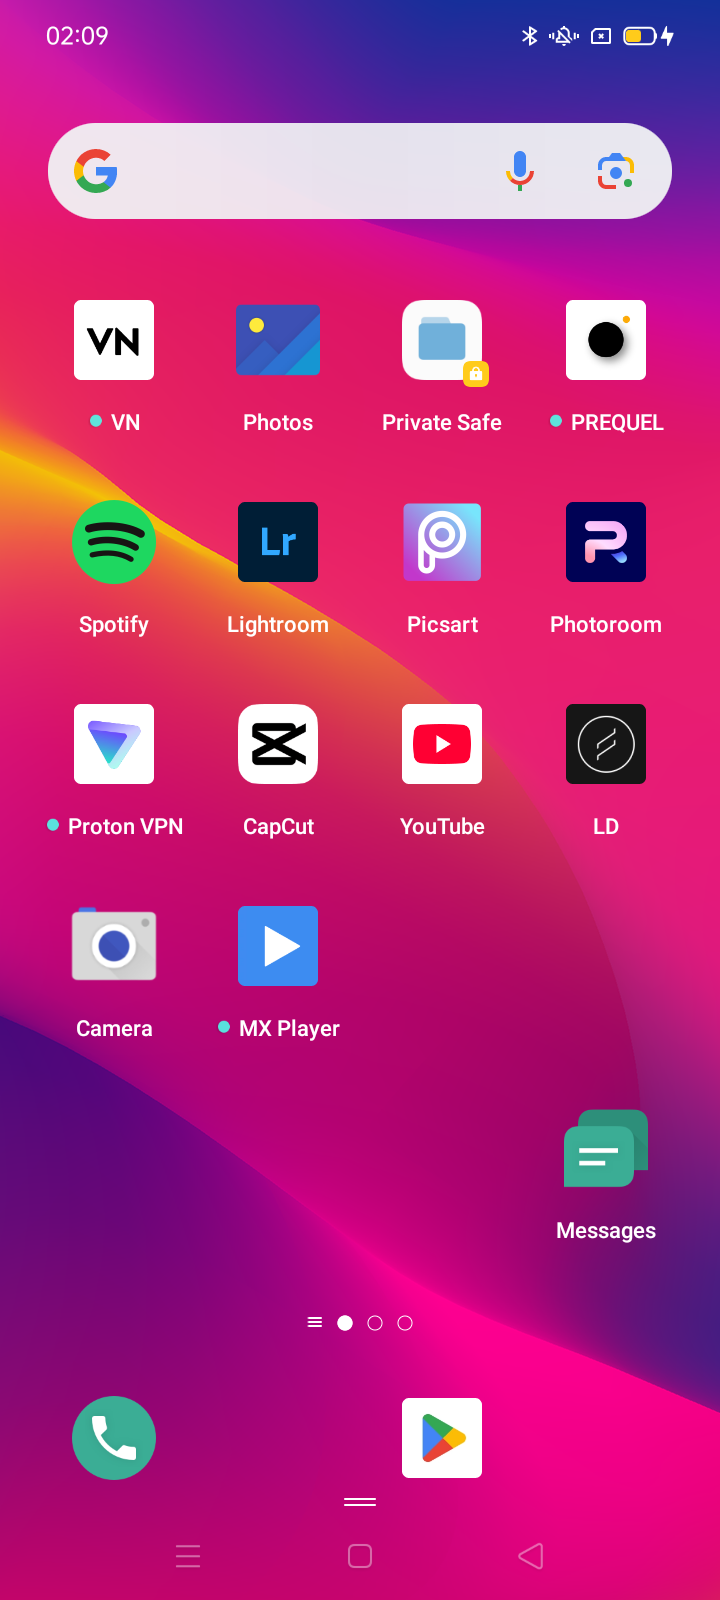 02:09
VN
VN
Photos
Private Safe
PREQUEL
Spotify
Lr
Lightroom
Picsart
Photoroom
Proton VPN
CapCut
YouTube
LD
Camera
MX Player
Messages